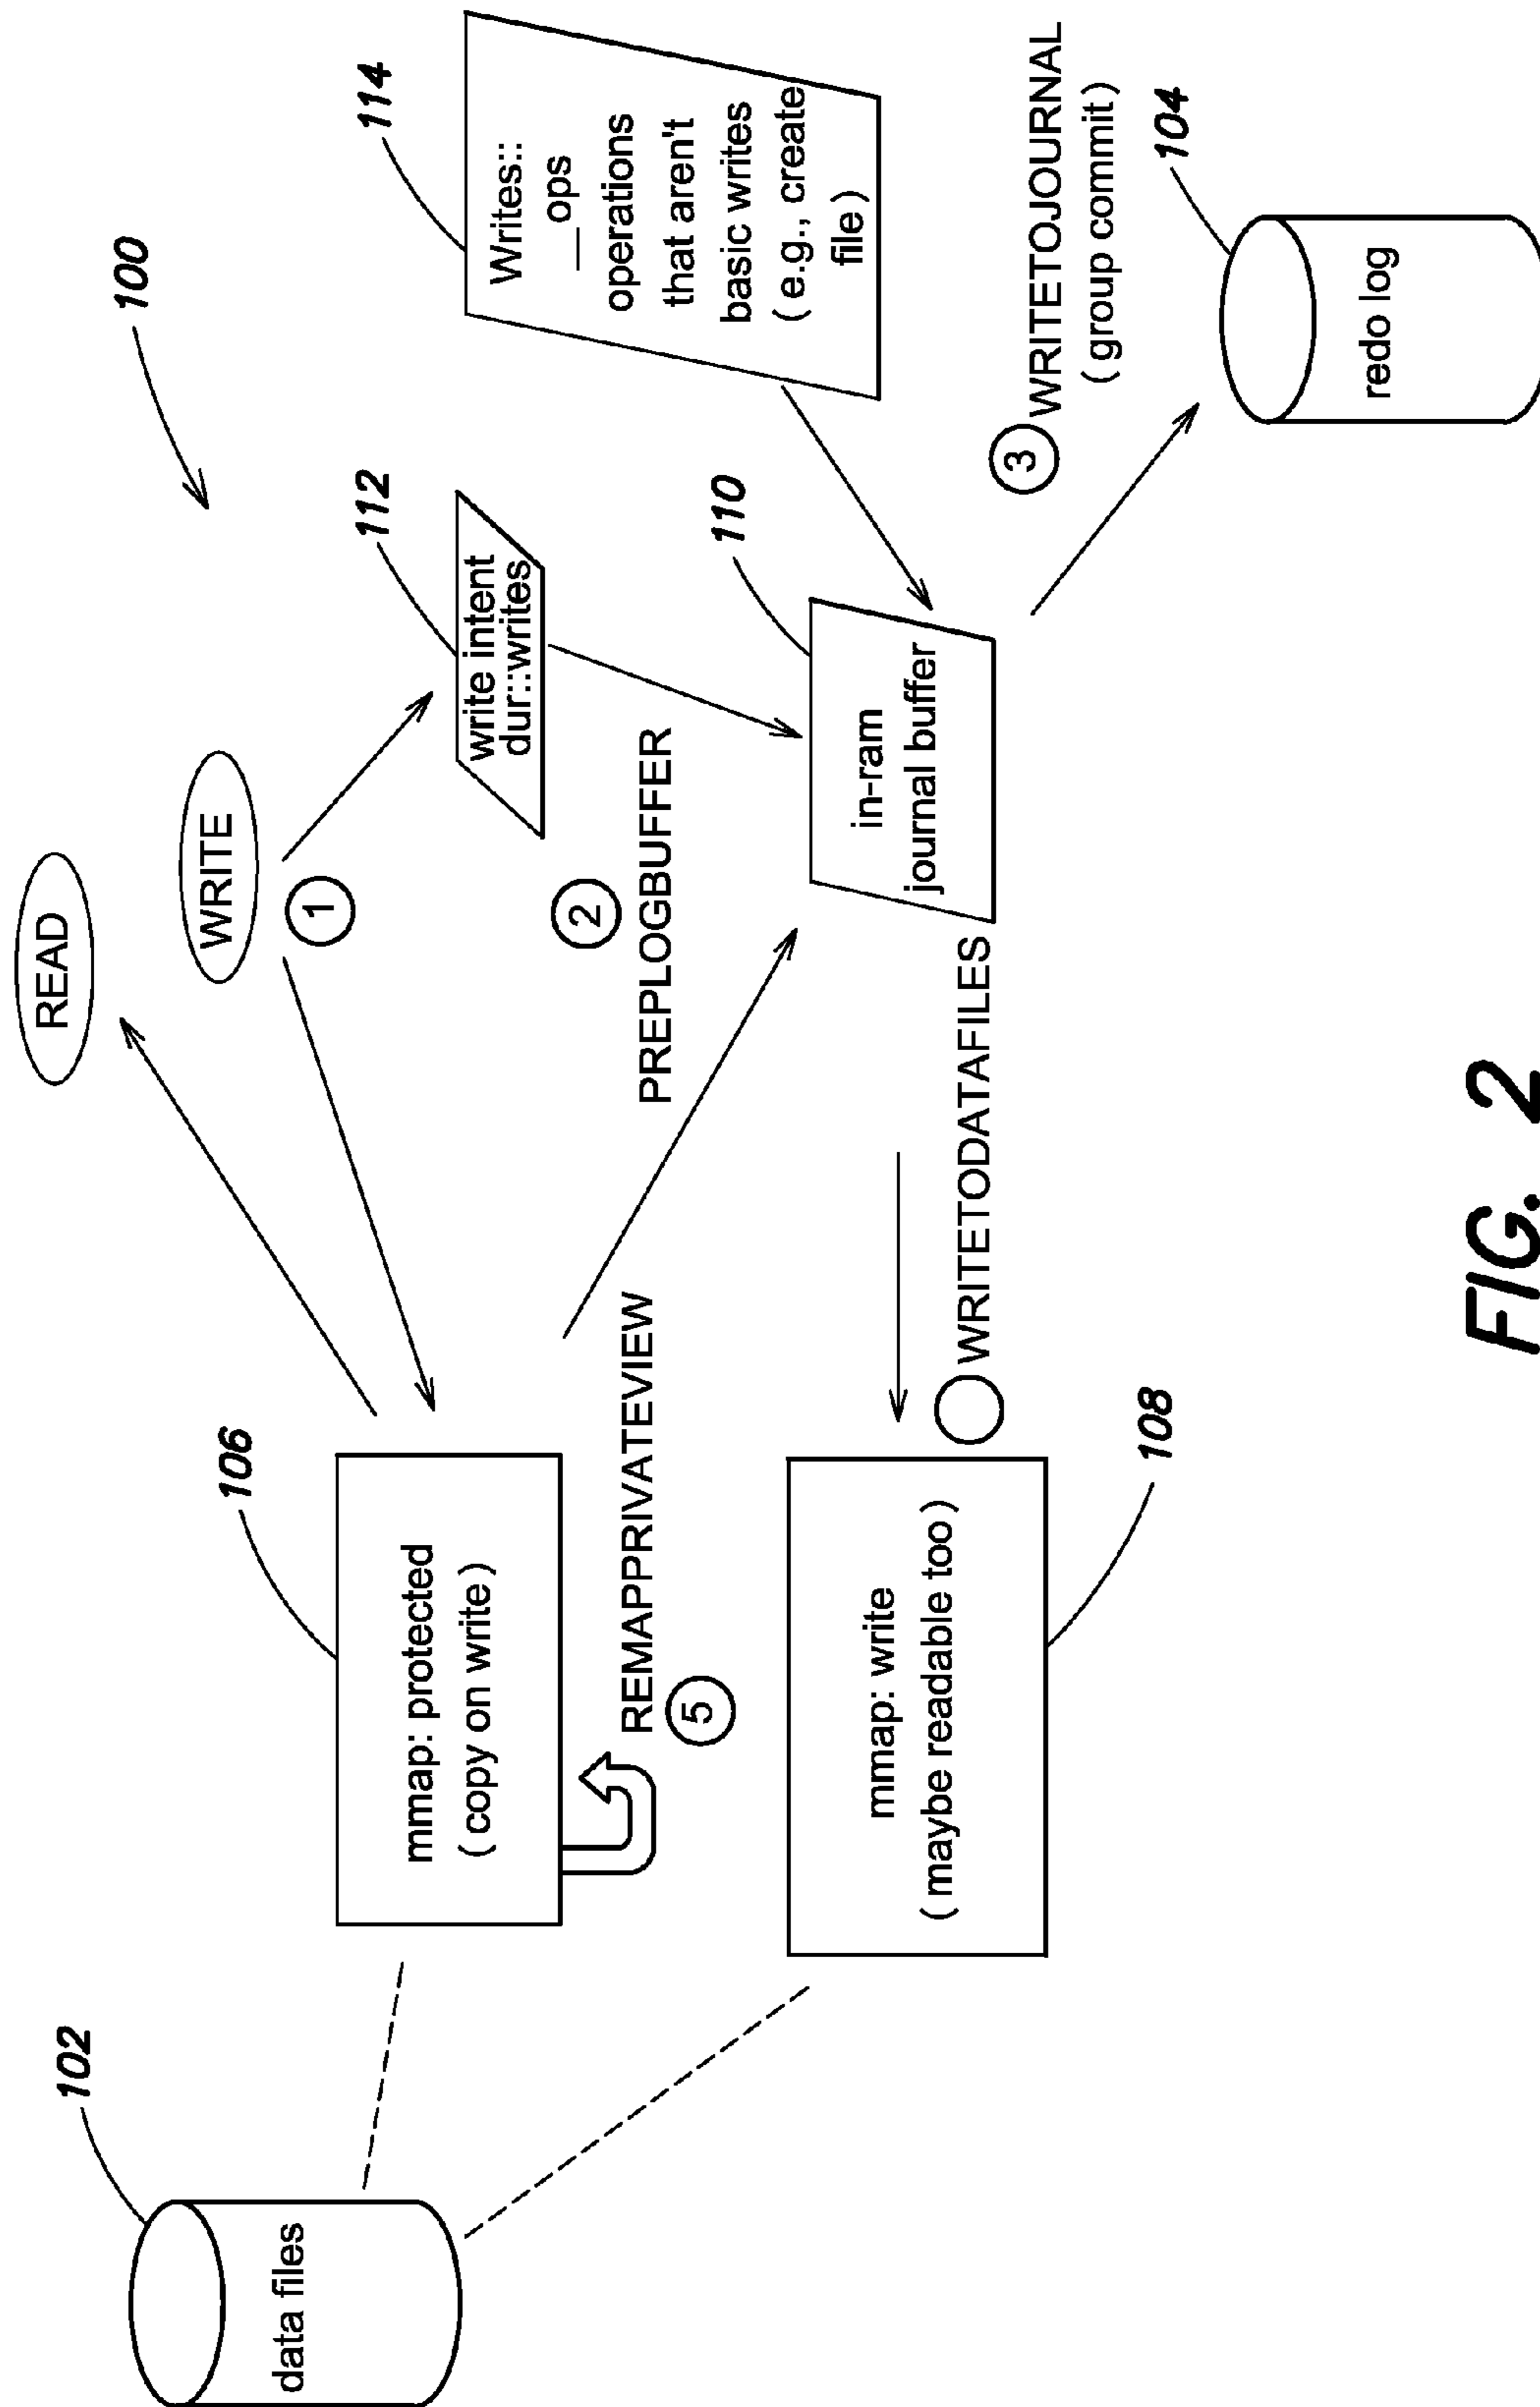 100
102
data files
106
mmap: protected
( copy on write )
READ
WRITE
1
112
write intent
dur::writes
114
Writes::
__ops
operations
that aren't
basic writes
( e.g., create
file )
REMAPPRIVATEVIEW
5
2
PREPLOGBUFFER
110
in-ram
journal buffer
mmap: write
( maybe readable too )
108
WRITETODATAFILES
3 WRITETOJOURNAL
( group commit )
104
redo log
FIG. 2